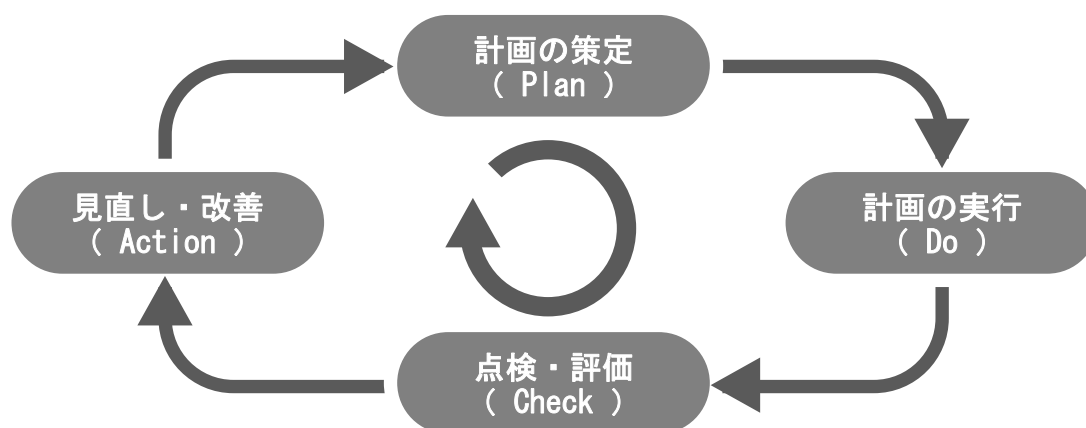 計画の策定
( Plan )
見直し・改善
( Action )
計画の実行
( Do )
点検・評価
( Check )